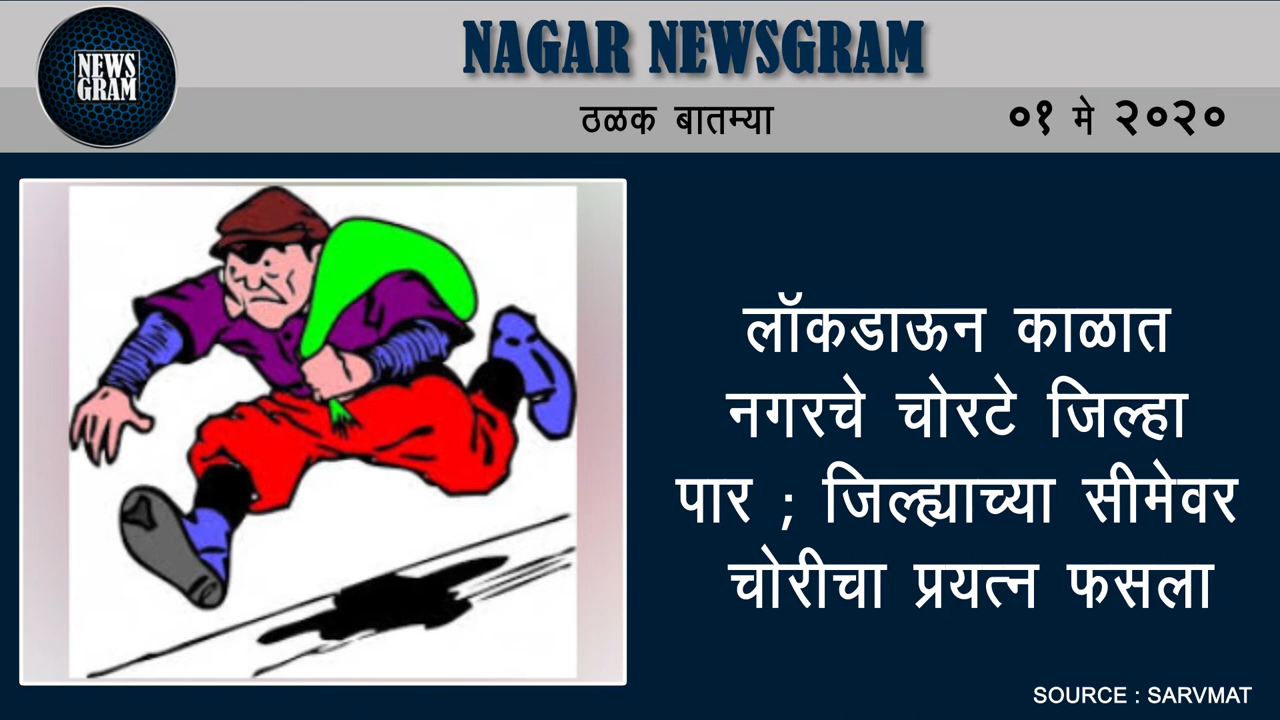 NEWS
GRAM
NAGAR NEWSGRAM
ठळक बातम्या
०१ मे २०२०
लॉकडाऊन काळात
नगरचे चोरटे जिल्हा
पार ; जिल्ह्याच्या सीमेवर
चोरीचा प्रयत्न फसला
SOURCE : SARVMAT